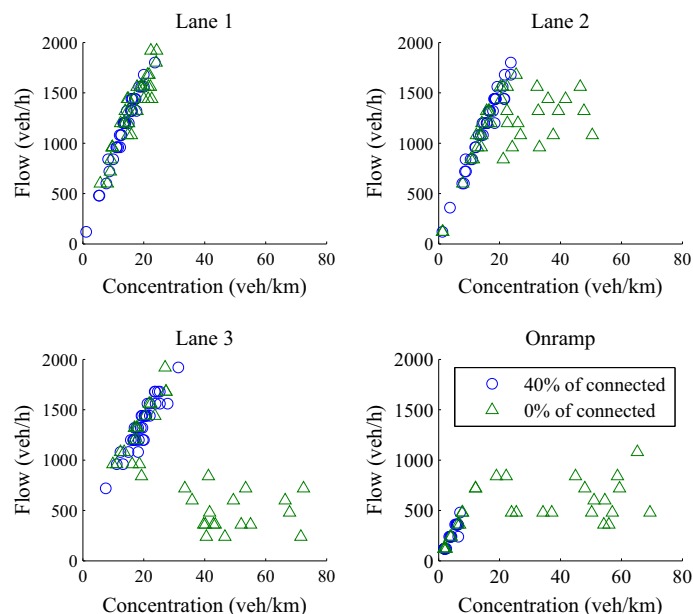 Lane 1
Flow (veh/h)
2000
1500
1000
500
0
0 20 40 60 80
Concentration (veh/km)
Lane 2
Flow (veh/h)
2000
1500
1000
500
0
0 20 40 60 80
Concentration (veh/km)
Lane 3
Flow (veh/h)
2000
1500
1000
500
0
0 20 40 60 80
Concentration (veh/km)
Onramp
Flow (veh/h)
2000
1500
1000
500
0
0 20 40 60 80
Concentration (veh/km)
40% of connected
0% of connected